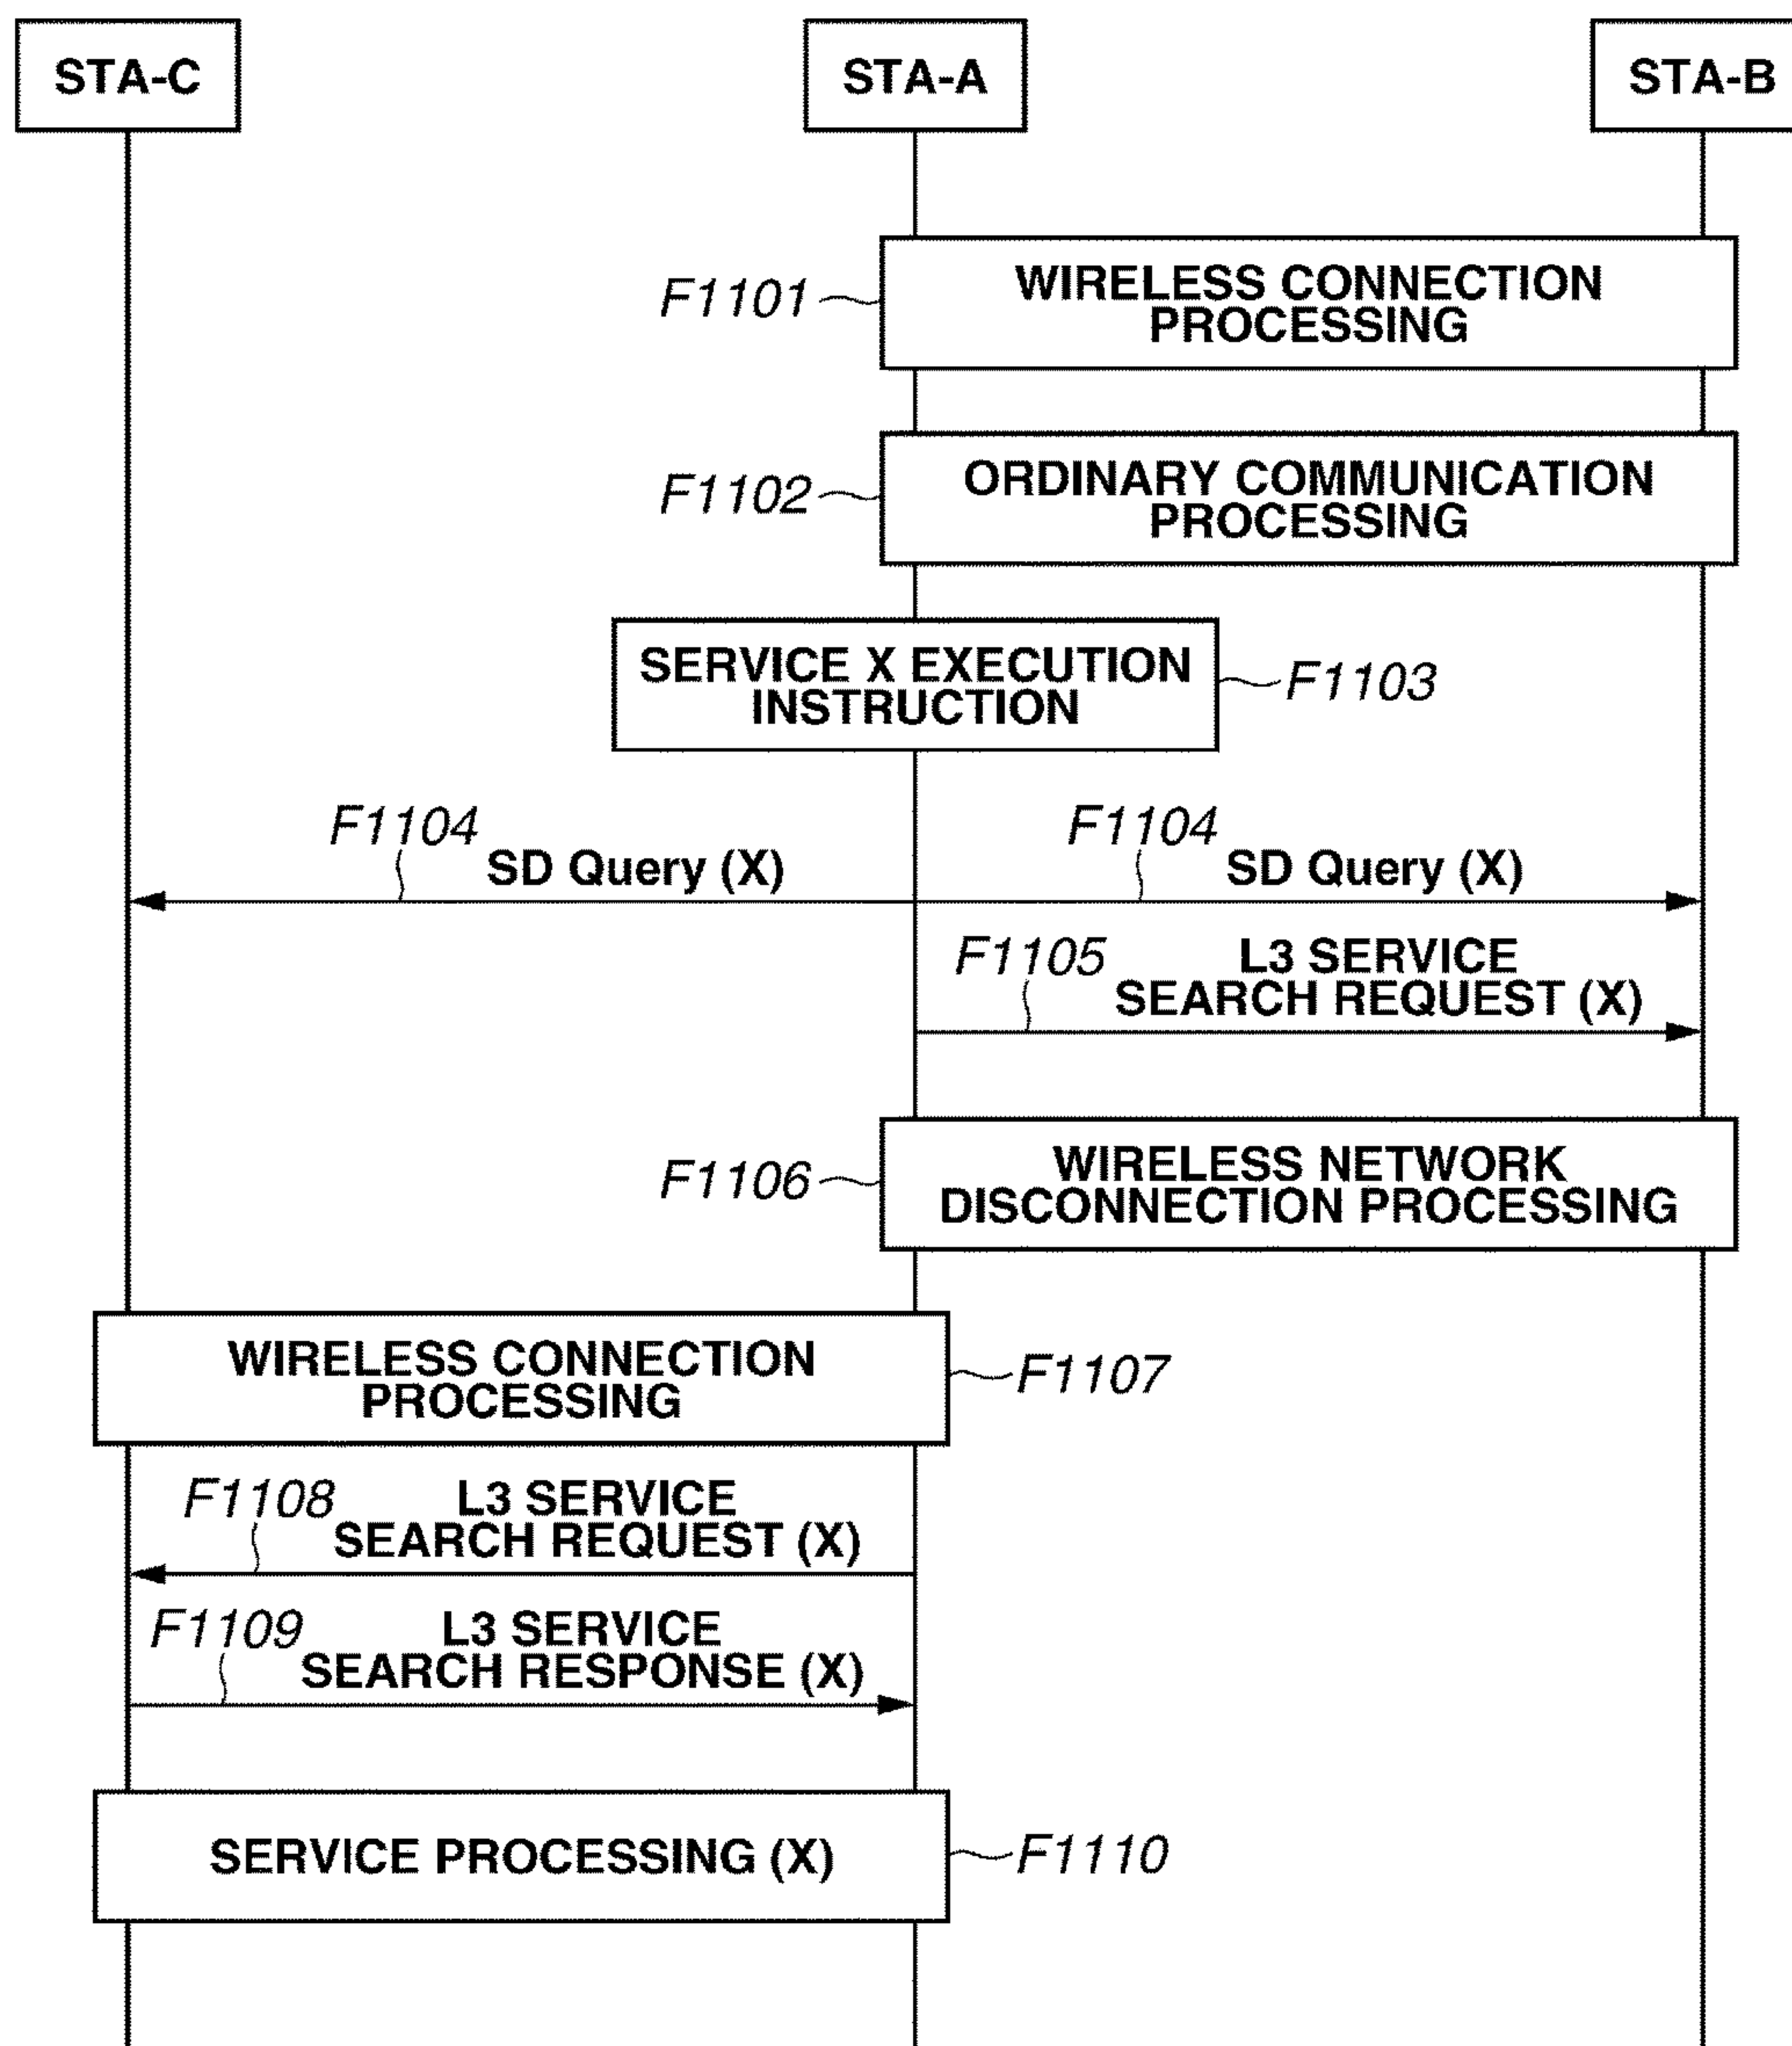 STA-C
STA-A
STA-B
F1101
WIRELESS CONNECTION
PROCESSING
F1102
ORDINARY COMMUNICATION
PROCESSING
SERVICE X EXECUTION
INSTRUCTION
F1103
F1104
SD Query (X)
F1104
SD Query (X)
F1105
L3 SERVICE
SEARCH REQUEST (X)
F1106
WIRELESS NETWORK
DISCONNECTION PROCESSING
WIRELESS CONNECTION
PROCESSING
F1107
F1108
L3 SERVICE
SEARCH REQUEST (X)
F1109
L3 SERVICE
SEARCH RESPONSE (X)
SERVICE PROCESSING (X)
F1110